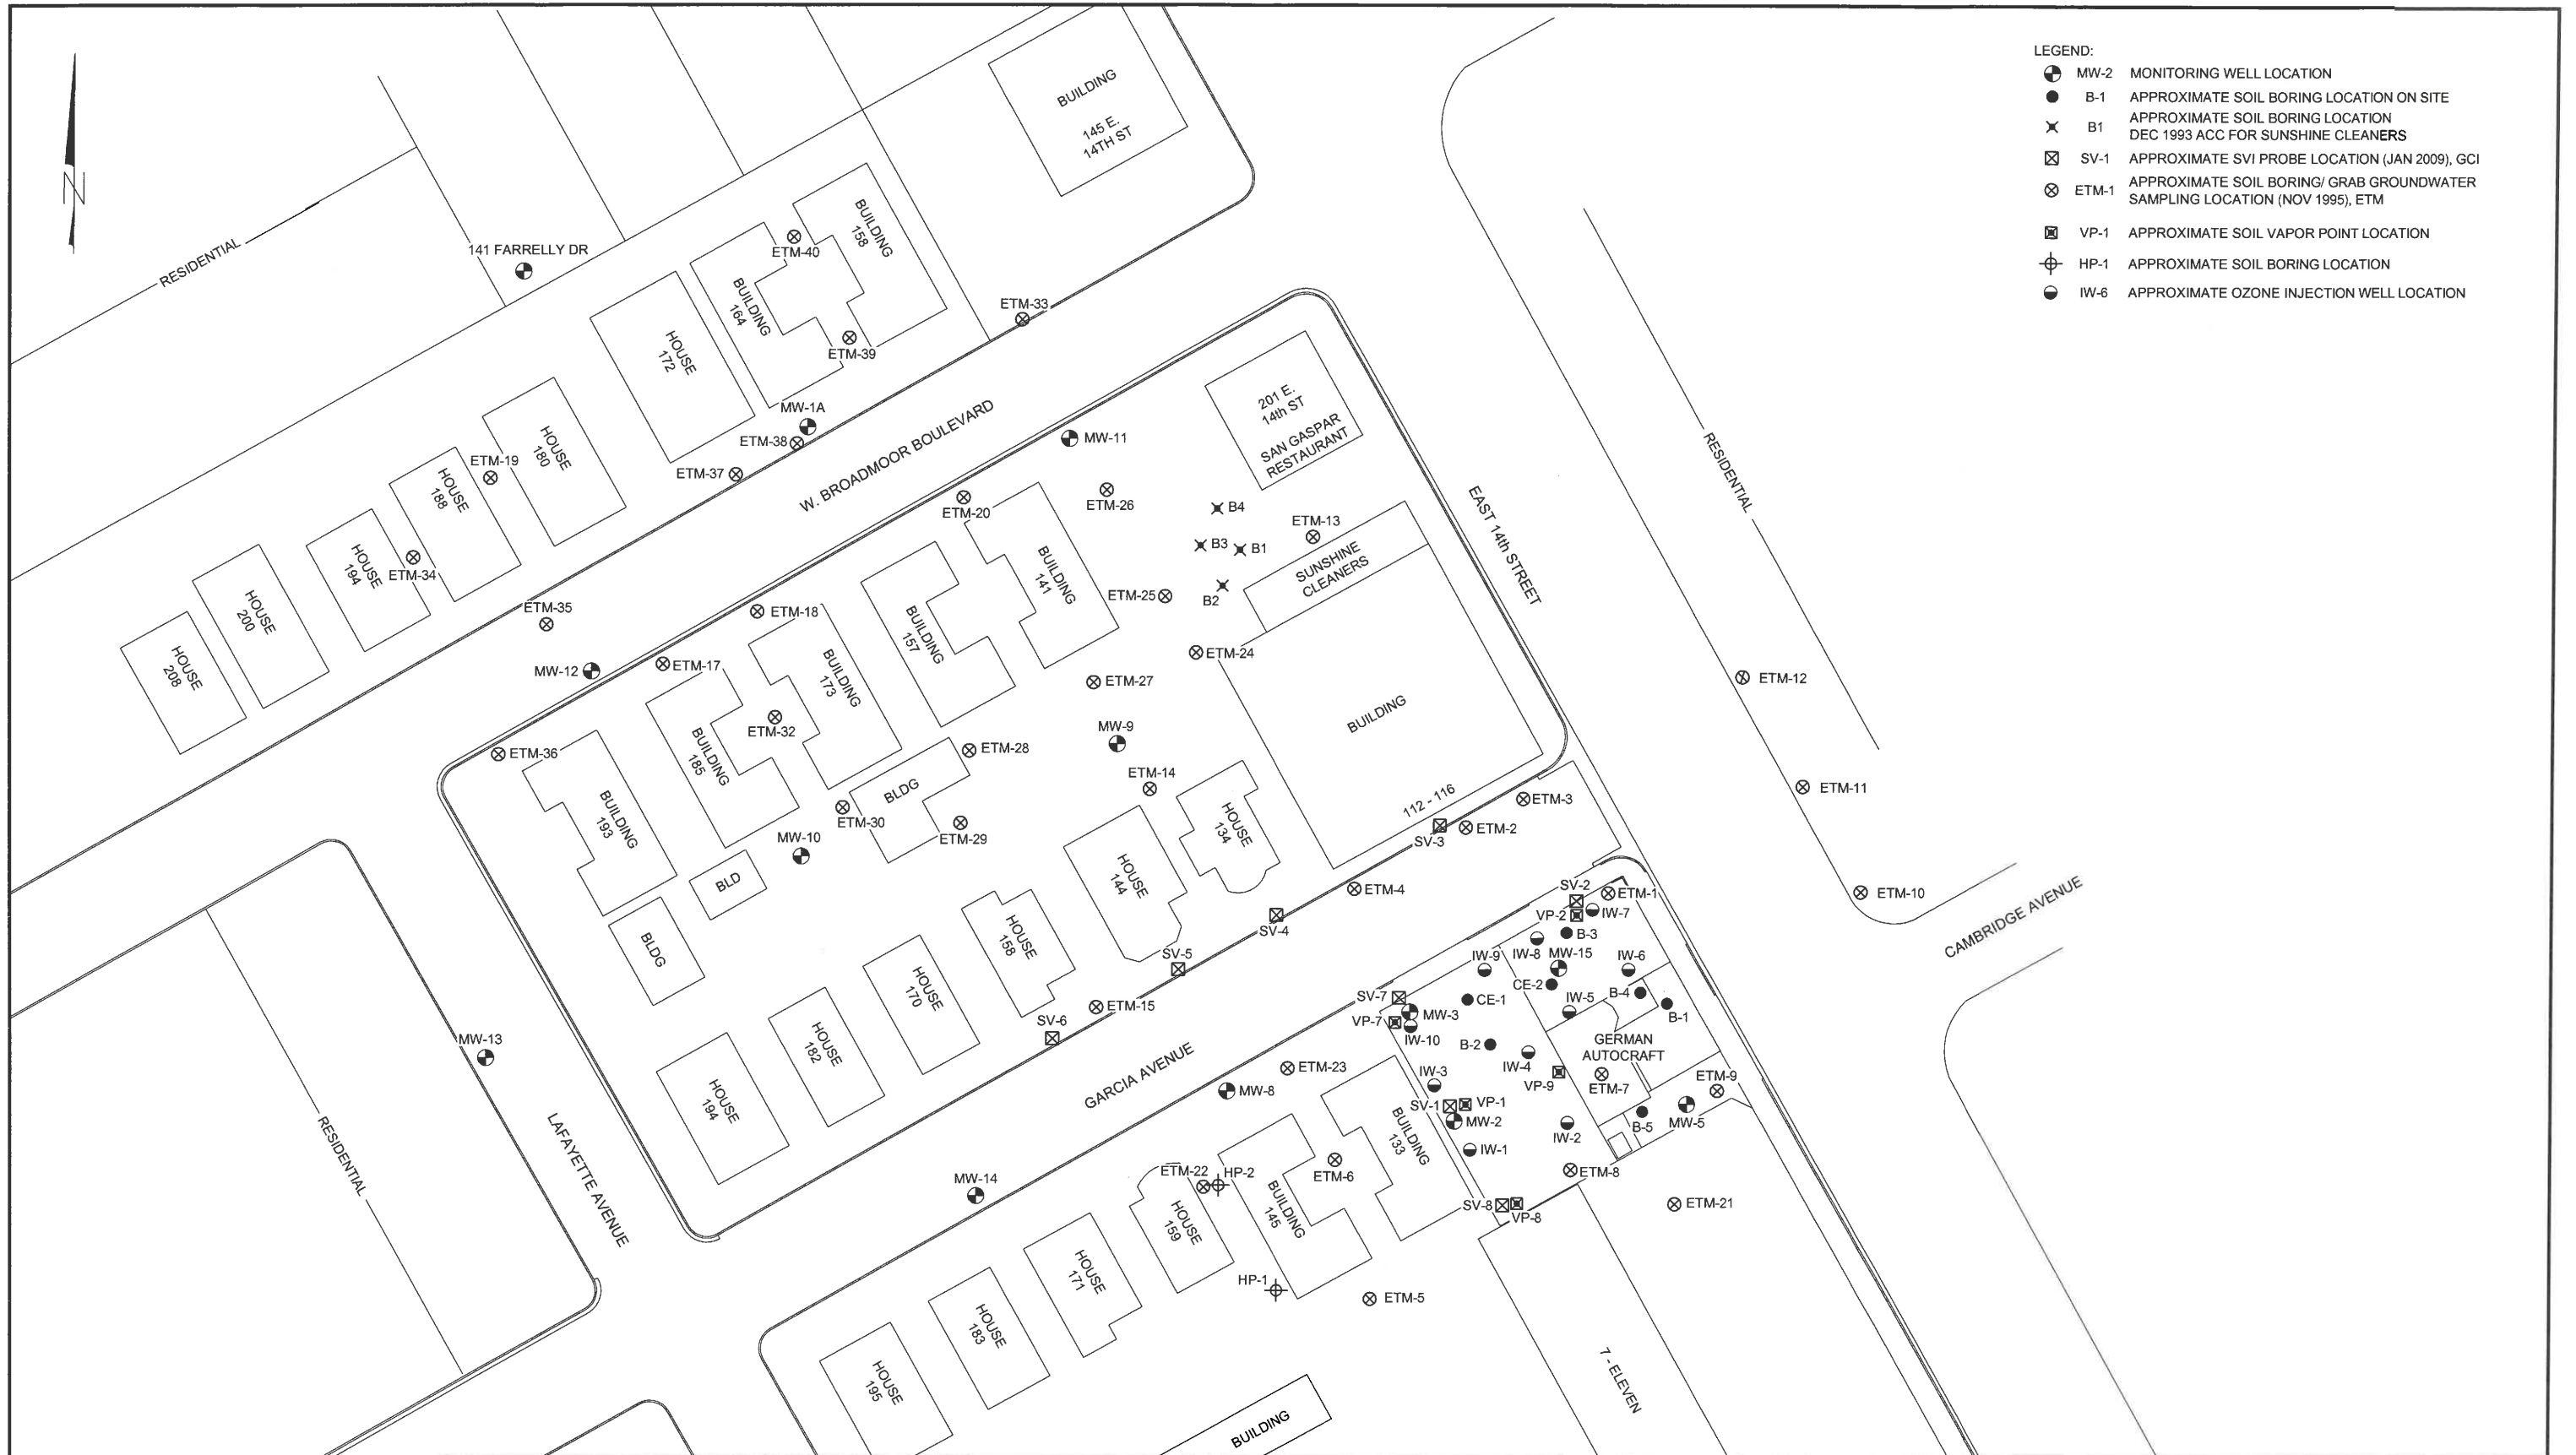 LEGEND:
MW-2 MONITORING WELL LOCATION
B-1 APPROXIMATE SOIL BORING LOCATION ON SITE
B1 APPROXIMATE SOIL BORING LOCATION
DEC 1993 ACC FOR SUNSHINE CLEANERS
SV-1 APPROXIMATE SVI PROBE LOCATION (JAN 2009), GCI
ETM-1 APPROXIMATE SOIL BORING/ GRAB GROUNDWATER
SAMPLING LOCATION (NOV 1995), ETM
VP-1 APPROXIMATE SOIL VAPOR POINT LOCATION
HP-1 APPROXIMATE SOIL BORING LOCATION
IW-6 APPROXIMATE OZONE INJECTION WELL LOCATION
N
BUILDING
145 E.
14TH ST
RESIDENTIAL
141 FARRELLY DR
ETM-40
BUILDING
158
BUILDING
164
ETM-39
ETM-33
HOUSE
172
MW-1A
ETM-38
ETM-37
W. BROADMOOR BOULEVARD
ETM-19
HOUSE
180
HOUSE
188
HOUSE
194
ETM-34
HOUSE
200
HOUSE
208
ETM-35
MW-12
MW-11
201 E.
14th ST
SAN GASPAR
RESTAURANT
ETM-26
ETM-20
B4
B3
B1
B2
ETM-13
SUNSHINE
CLEANERS
EAST 14th STREET
RESIDENTIAL
BUILDING
141
ETM-25
ETM-18
BUILDING
157
ETM-24
ETM-17
BUILDING
173
ETM-27
ETM-12
BUILDING
ETM-32
BUILDING
185
MW-9
ETM-28
ETM-36
ETM-14
ETM-11
BLDG
ETM-30
ETM-29
BUILDING
193
MW-10
BLD
BLDG
HOUSE
134
112 - 116
ETM-3
ETM-2
SV-3
HOUSE
144
ETM-4
SV-4
SV-5
HOUSE
158
HOUSE
170
ETM-15
SV-6
HOUSE
182
HOUSE
194
ETM-10
CAMBRIDGE AVENUE
SV-2
ETM-1
VP-2
IW-7
B-3
IW-9
IW-8
MW-15
IW-6
CE-2
CE-1
B-4
IW-5
B-1
SV-7
MW-3
VP-7
IW-10
B-2
GERMAN
AUTOCRAFT
IW-4
VP-9
ETM-7
ETM-9
IW-3
SV-1
VP-1
MW-2
B-5
MW-5
IW-2
IW-1
ETM-8
ETM-21
SV-8
VP-8
GARCIA AVENUE
ETM-23
MW-8
BUILDING
133
MW-13
LAFAYETTE AVENUE
RESIDENTIAL
MW-14
ETM-22
HP-2
ETM-6
BUILDING
145
HOUSE
159
HOUSE
171
HP-1
ETM-5
HOUSE
183
HOUSE
195
7 - ELEVEN
BUILDING